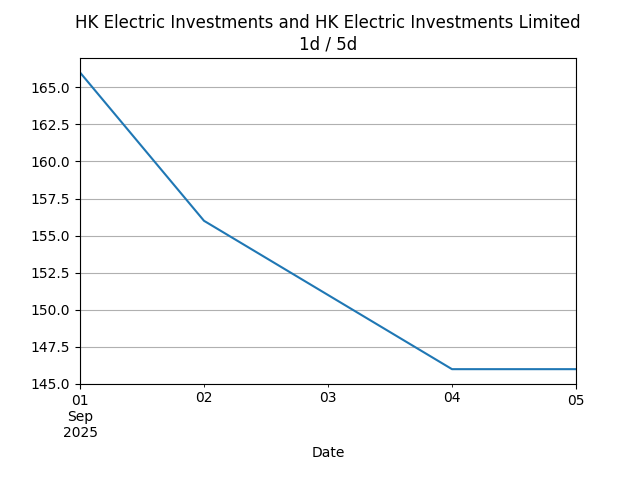 HK Electric Investments and HK Electric Investments Limited
1d / 5d
165.0
162.5
160.0
157.5
155.0
152.5
150.0
147.5
145.0
01 02 03 04 05
Sep
2025
Date